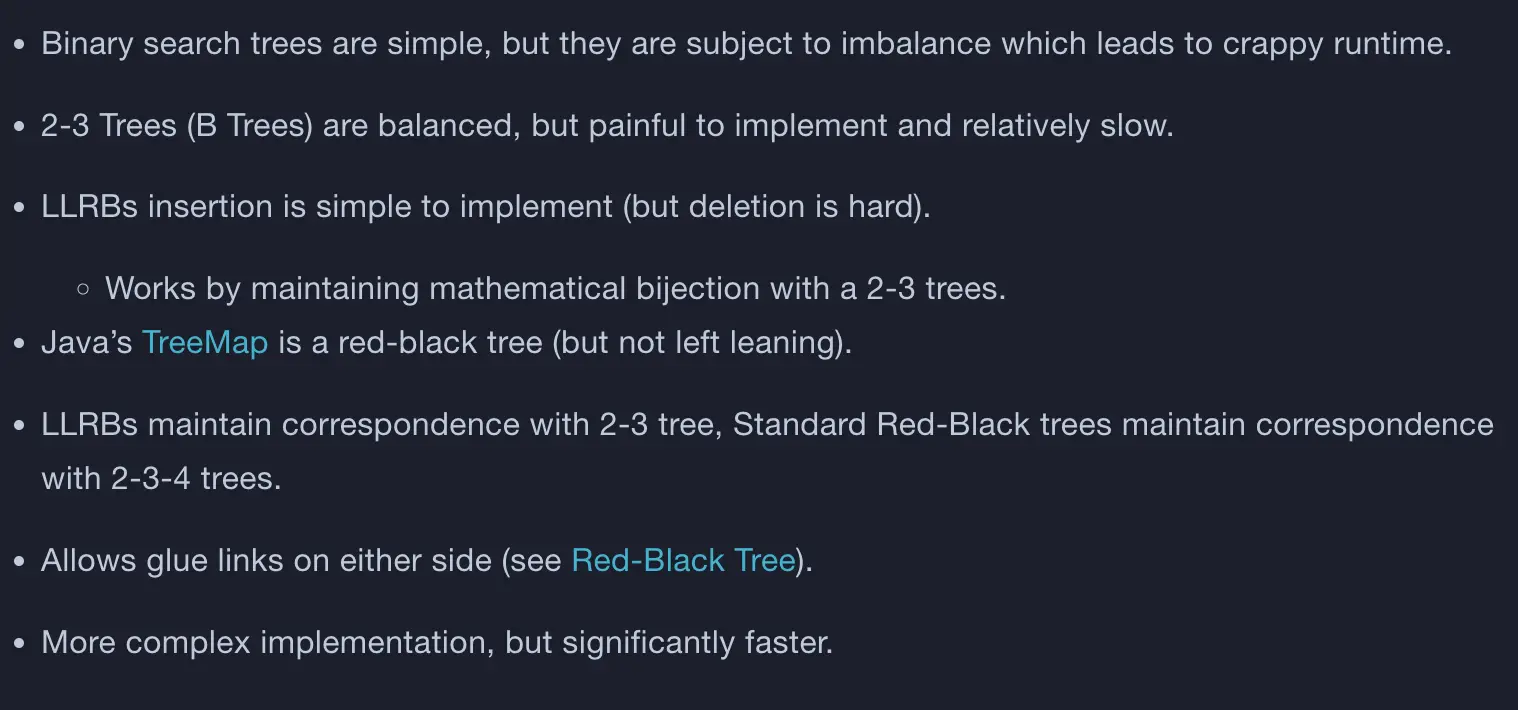 Binary search trees are simple, but they are subject to imbalance which leads to crappy runtime.
2-3 Trees (B Trees) are balanced, but painful to implement and relatively slow.
LLRBs insertion is simple to implement (but deletion is hard).
Works by maintaining mathematical bijection with a 2-3 trees.
Java’s TreeMap is a red-black tree (but not left leaning).
LLRBs maintain correspondence with 2-3 tree, Standard Red-Black trees maintain correspondence
with 2-3-4 trees.
Allows glue links on either side (see Red-Black Tree).
More complex implementation, but significantly faster.